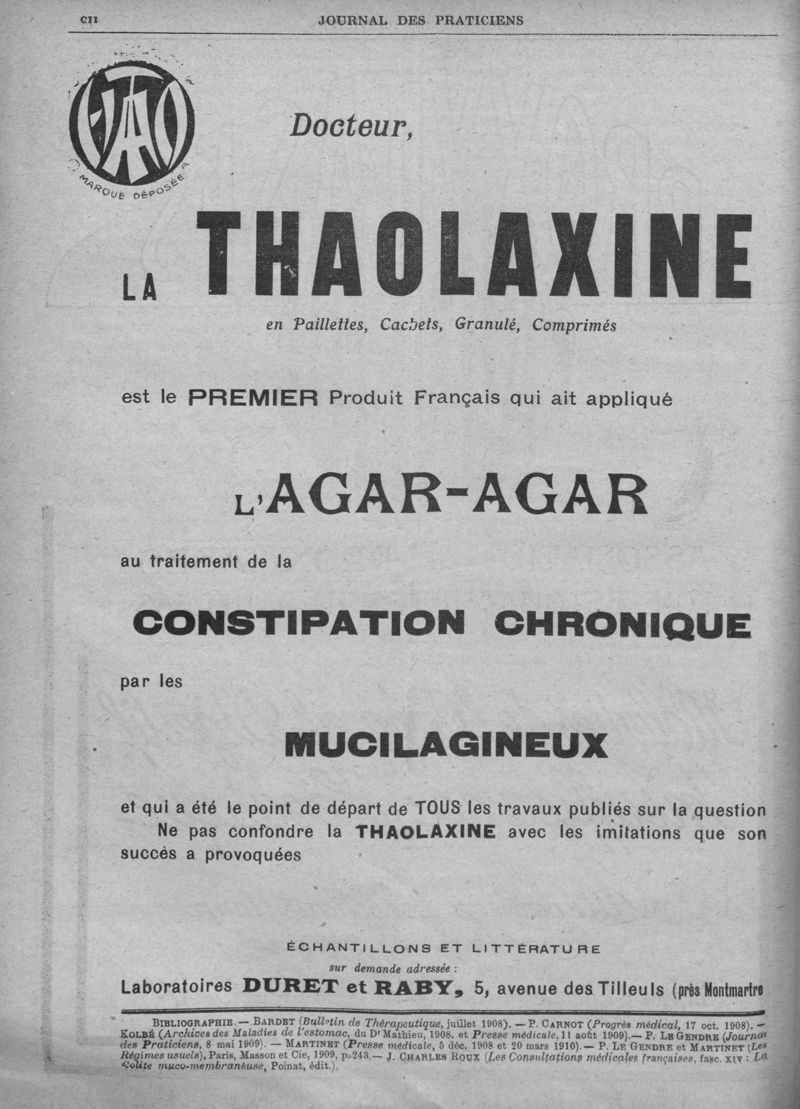 CII
JOURNAL DES PRATICIENS
THAO
MARQUE DÉPOSÉE
Docteur,
LA THAOLAXINE
en Paillettes, Cachets, Granulé, Comprimés
est le PREMIER Produit Français qui ait appliqué
L'AGAR-AGAR
au traitement de la
CONSTIPATION CHRONIQUE
par les
MUCILAGINEUX
et qui a été le point de départ de TOUS les travaux publiés sur la question
Ne pas confondre la THAOLAXINE avec les imitations que son
succès a provoquées
ÉCHANTILLONS ET LITTÉRATURE
sur demande adressée :
Laboratoires DURET et RABY, 5, avenue des Tilleuls (près Montmartre
BIBLIOGRAPHIE. — BARDET (Bulletin de Thérapeutique, juillet 1908). — P. CARNOT (Progrès médical, 17 oct. 1908). —
KOLBÉ (Archives des Maladies de l'estomac, du Dr Mathieu, 1908, et Presse médicale, 11 août 1909). — P. LE GENDRE (Journal
des Praticiens, 8 mai 1909). — MARTINET (Presse médicale, 5 déc. 1908 et 20 mars 1910). — P. LE GENDRE et MARTINET (Les
Régimes usuels), Paris, Masson et Cie, 1909, p. 243. — J. CHARLES ROUX (Les Consultations médicales françaises, fasc. XIV : La
Colite muco-membraneuse, Poinat, édit.).